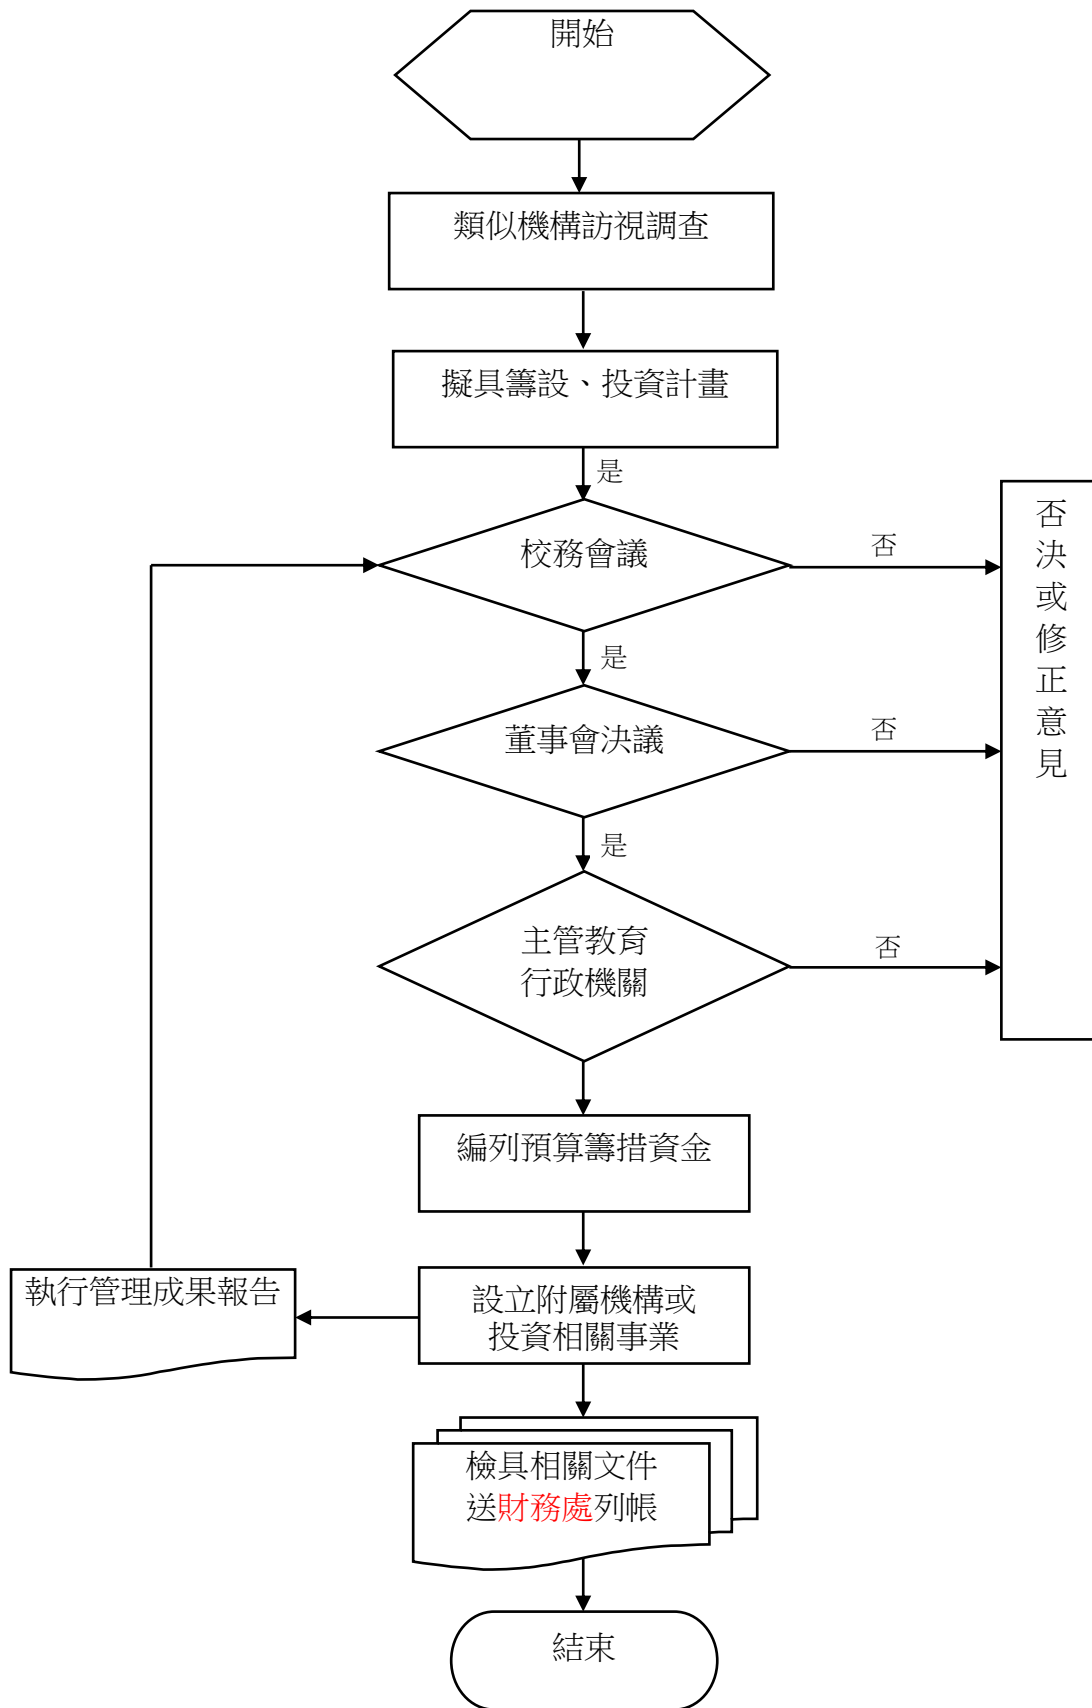 開始
類似機構訪視調查
擬具籌設、投資計畫
是
校務會議
否
是
董事會決議
否
是
主管教育
行政機關
否
否
決
或
修
正
意
見
編列預算籌措資金
設立附屬機構或
投資相關事業
執行管理成果報告
檢具相關文件
送財務處列帳
結束